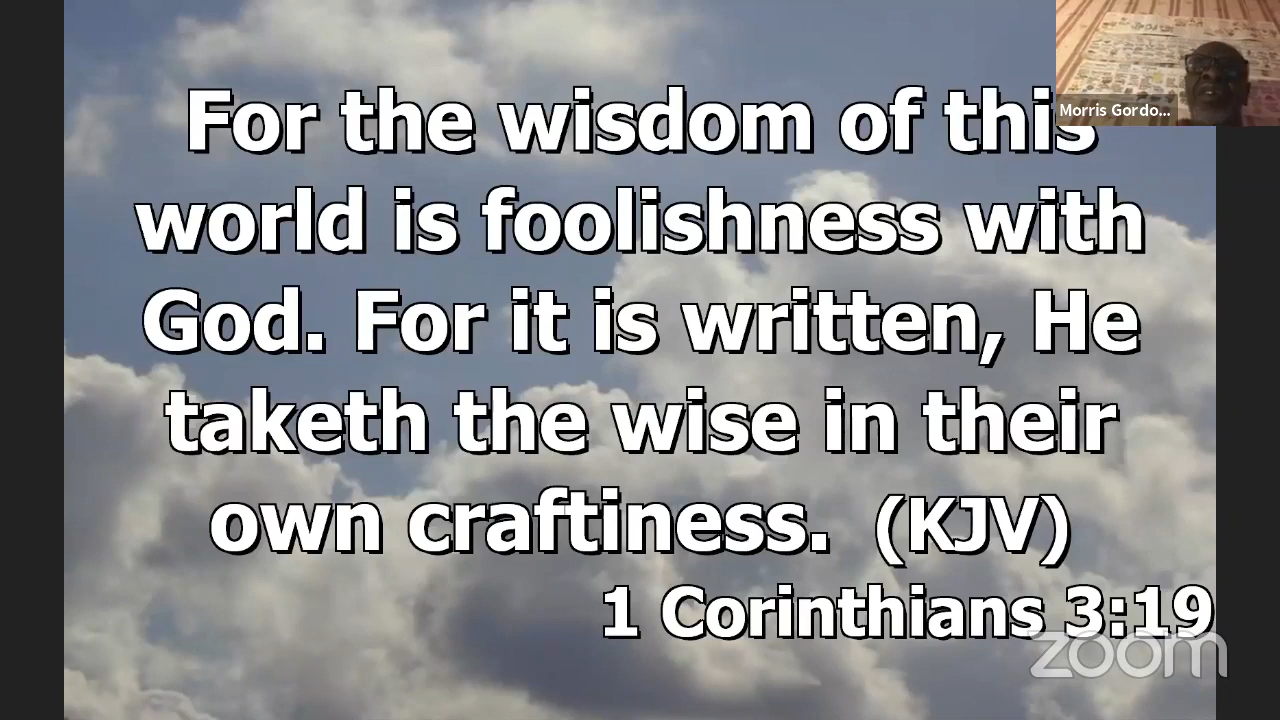 For the wisdom of this
world is foolishness with
God. For it is written, He
taketh the wise in their
own craftiness. (KJV)
1 Corinthians 3:19
Morris Gordo...
zoom